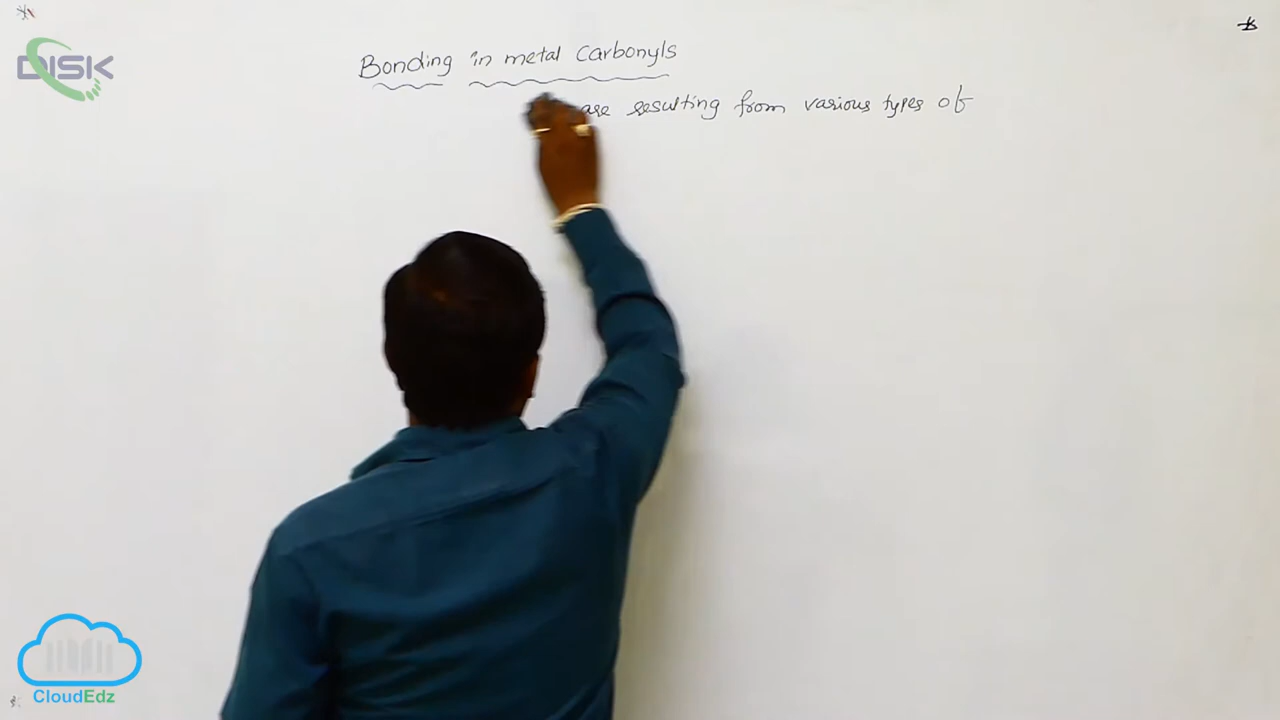 DISK
Bonding in metal carbonyls
are resulting from various types of
CloudEdz